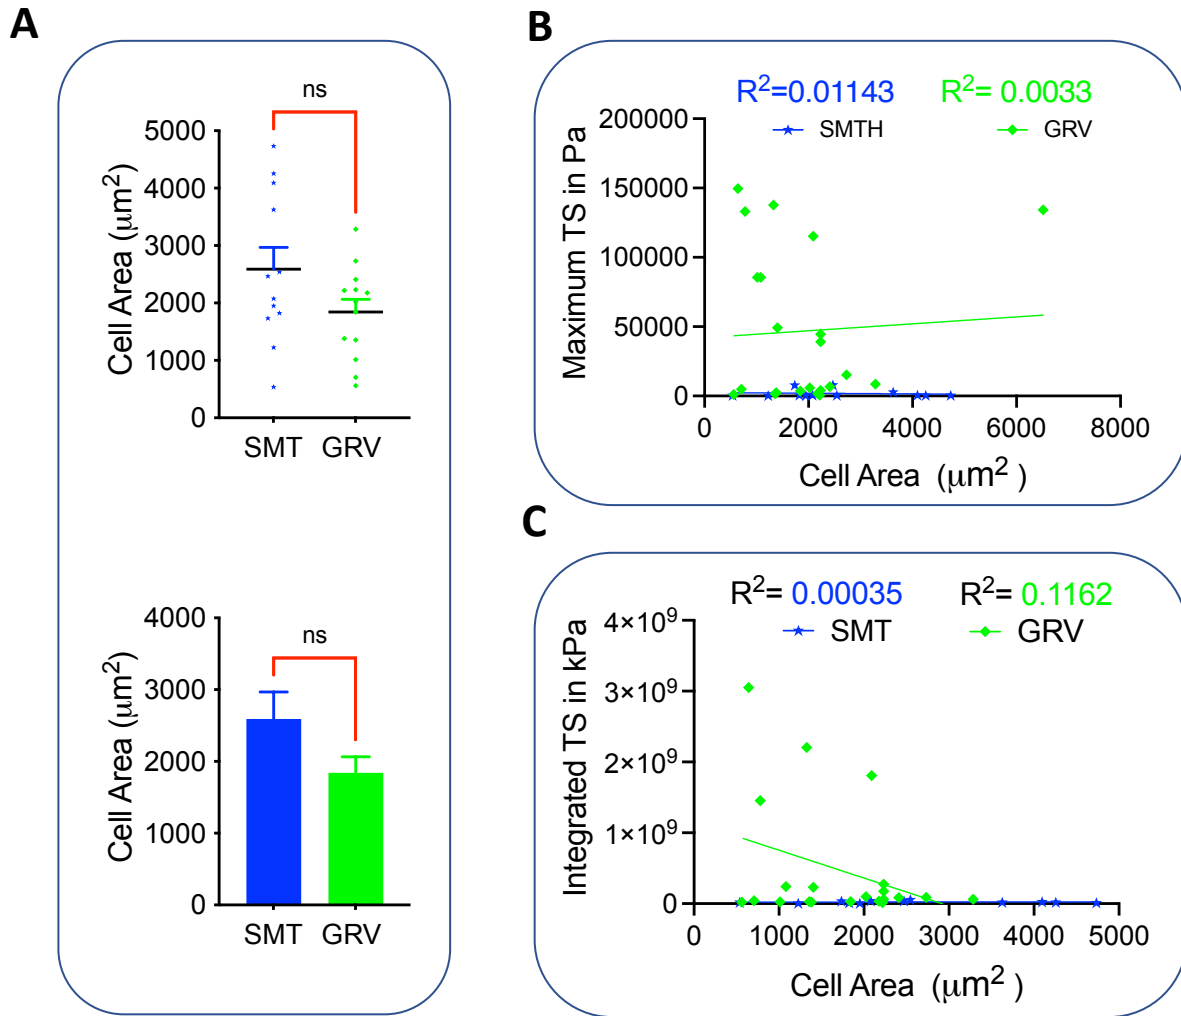 A
ns
Cell Area (μm²)
5000
4000
3000
2000
1000
0
SMT GRV
ns
Cell Area (μm²)
4000
3000
2000
1000
0
SMT GRV
B
R²=0.01143 R²= 0.0033
SMTH GRV
Maximum TS in Pa
200000
150000
100000
50000
0
0 2000 4000 6000 8000
Cell Area (μm²)
C
R²= 0.00035 R²= 0.1162
SMT GRV
Integrated TS in kPa
4×10⁹
3×10⁹
2×10⁹
1×10⁹
0
0 1000 2000 3000 4000 5000
Cell Area (μm²)